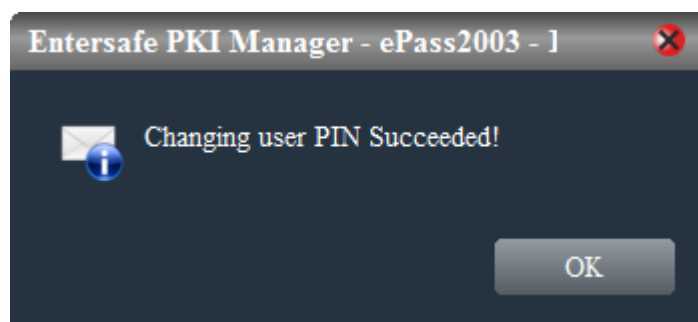 Entersafe PKI Manager - ePass2003 - ]
Changing user PIN Succeeded!
OK